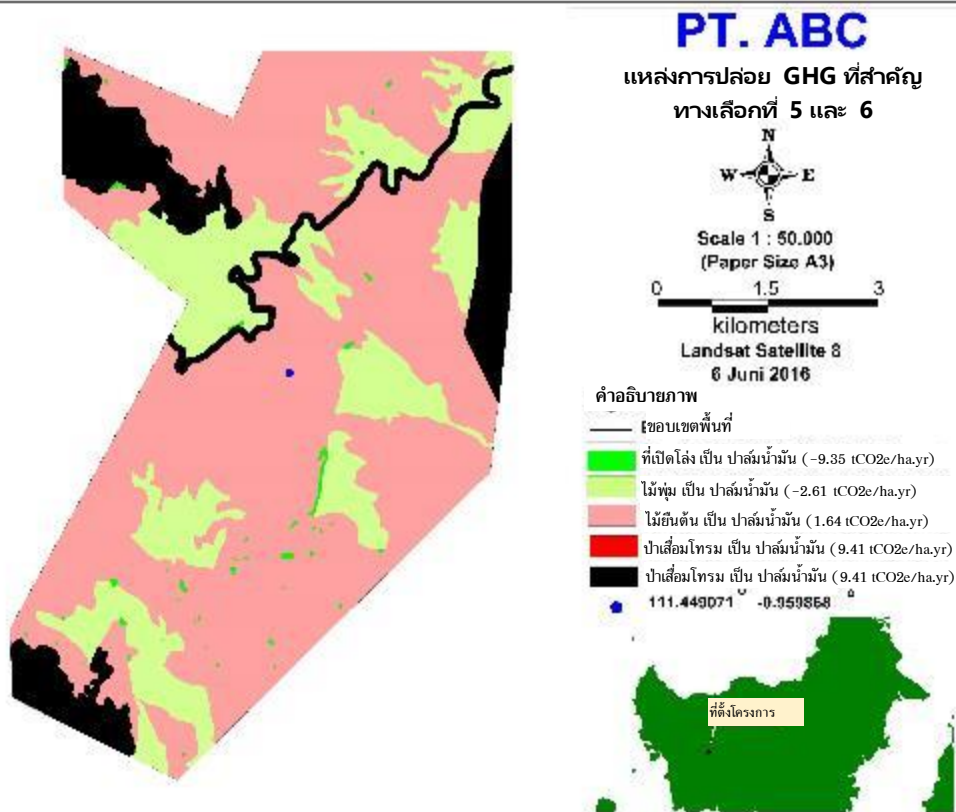 PT. ABC
แหล่งการปล่อย GHG ที่สำคัญ
ทางเลือกที่ 5 และ 6
N
W E
S
Scale 1 : 50.000
(Paper Size A3)
0 1.5 3
kilometers
Landsat Satellite 8
6 Juni 2016
คำอธิบายภาพ
ขอบเขตพื้นที่
ที่เปิดโล่ง เป็น ปาล์มน้ำมัน (-9.35 tCO2e/ha.yr)
ไม้พุ่ม เป็น ปาล์มน้ำมัน (-2.61 tCO2e/ha.yr)
ไม้ยืนต้น เป็น ปาล์มน้ำมัน (1.64 tCO2e/ha.yr)
ป่าเสื่อมโทรม เป็น ปาล์มน้ำมัน (9.41 tCO2e/ha.yr)
ป่าเสื่อมโทรม เป็น ปาล์มน้ำมัน (9.41 tCO2e/ha.yr)
111.449071° -0.959868°
ที่ตั้งโครงการ